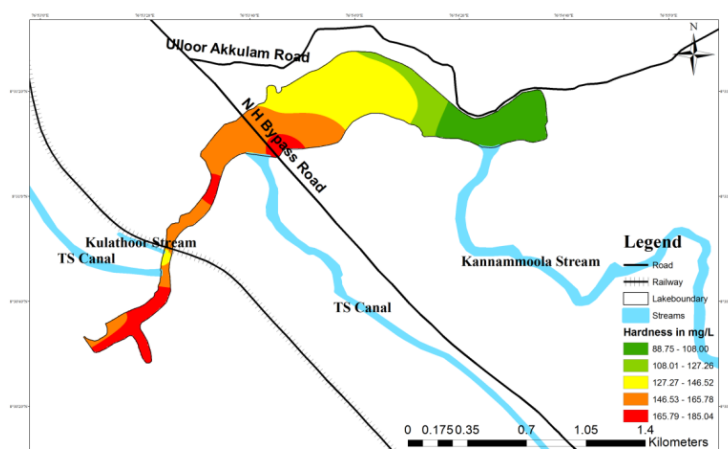 Ulloor Akkulam Road
N
N H Bypass Road
Kulathoor Stream
TS Canal
Kannammoola Stream
TS Canal
Legend
Road
Railway
Lakeboundary
Streams
Hardness in mg/L
88.75 - 108.00
108.01 - 127.26
127.27 - 146.52
146.53 - 165.78
165.79 - 185.04
0 0.175 0.35 0.7 1.05 1.4
Kilometers